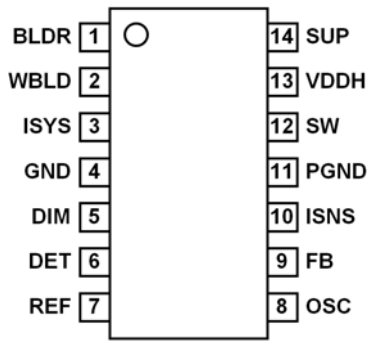 BLDR 1 14 SUP
WBLD 2 13 VDDH
ISYS 3 12 SW
GND 4 11 PGND
DIM 5 10 ISNS
DET 6 9 FB
REF 7 8 OSC